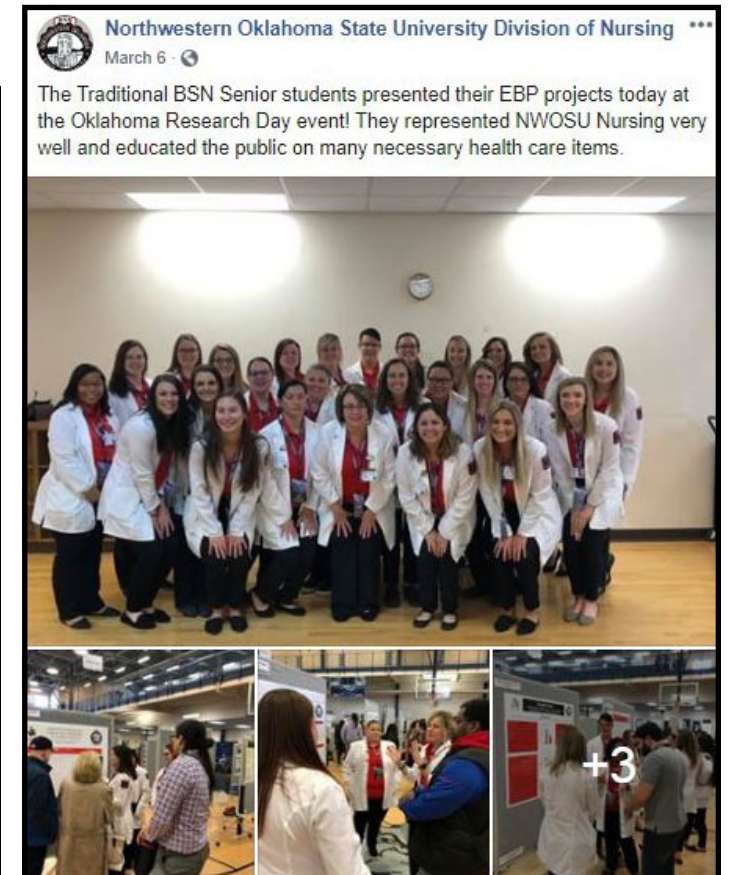 Northwestern Oklahoma State University Division of Nursing
March 6 ·
The Traditional BSN Senior students presented their EBP projects today at
the Oklahoma Research Day event! They represented NWOSU Nursing very
well and educated the public on many necessary health care items.
+3